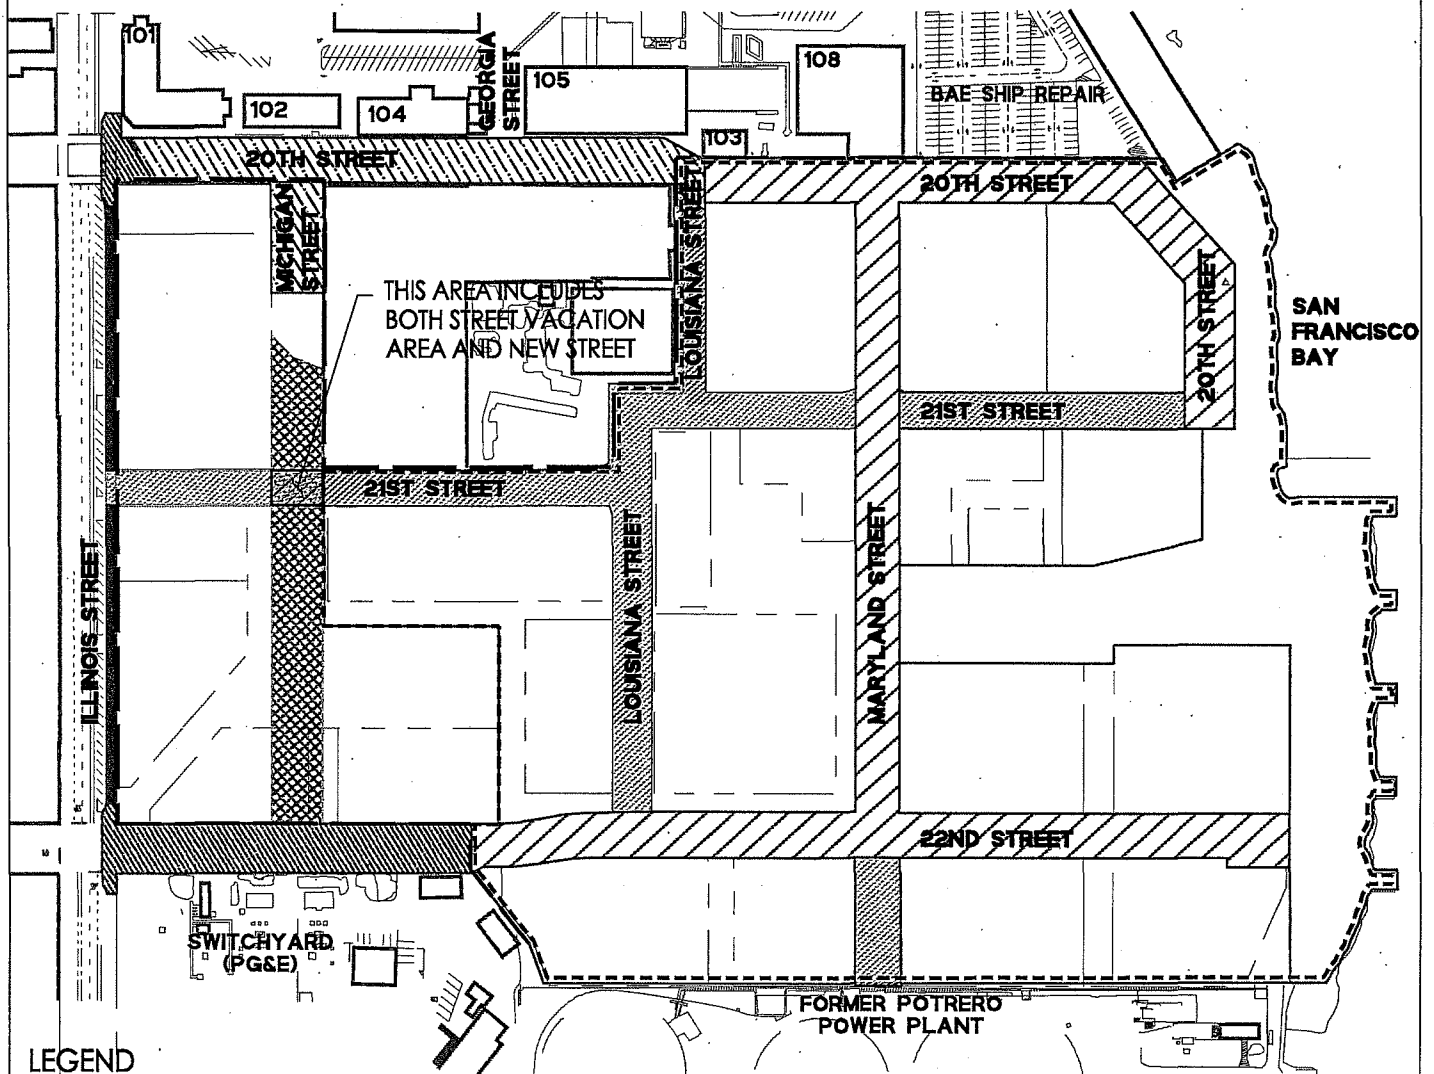 101
102
104
GEORGIA
STREET
105
108
103
BAE SHIP REPAIR
20TH STREET
20TH STREET
MICHIGAN
STREET
LOUISIANA STREET
20TH STREET
THIS AREA INCLUDES
BOTH STREET VACATION
AREA AND NEW STREET
SAN
FRANCISCO
BAY
21ST STREET
21ST STREET
ILLINOIS STREET
LOUISIANA STREET
MARYLAND STREET
22ND STREET
SWITCHYARD
(PG&E)
FORMER POTRERO
POWER PLANT
LEGEND